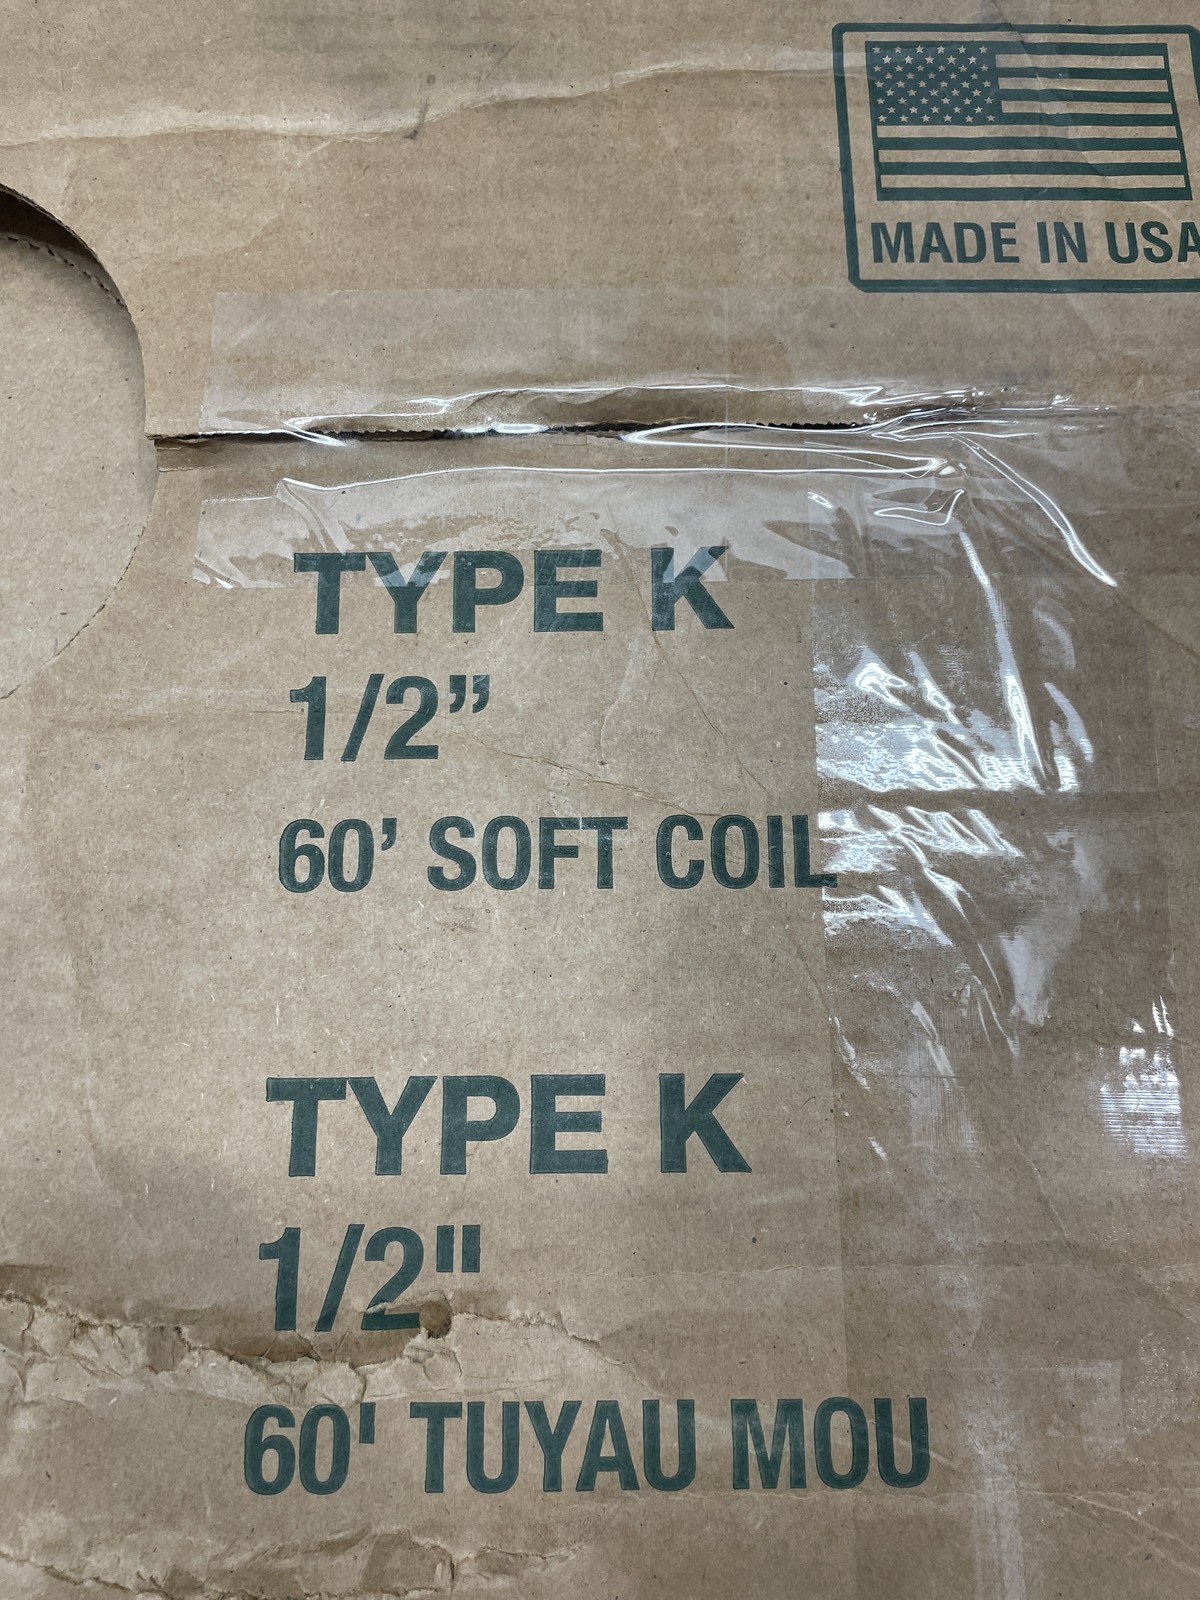 MADE IN USA
TYPE K
1/2”
60’ SOFT COIL
TYPE K
1/2"
60' TUYAU MOU